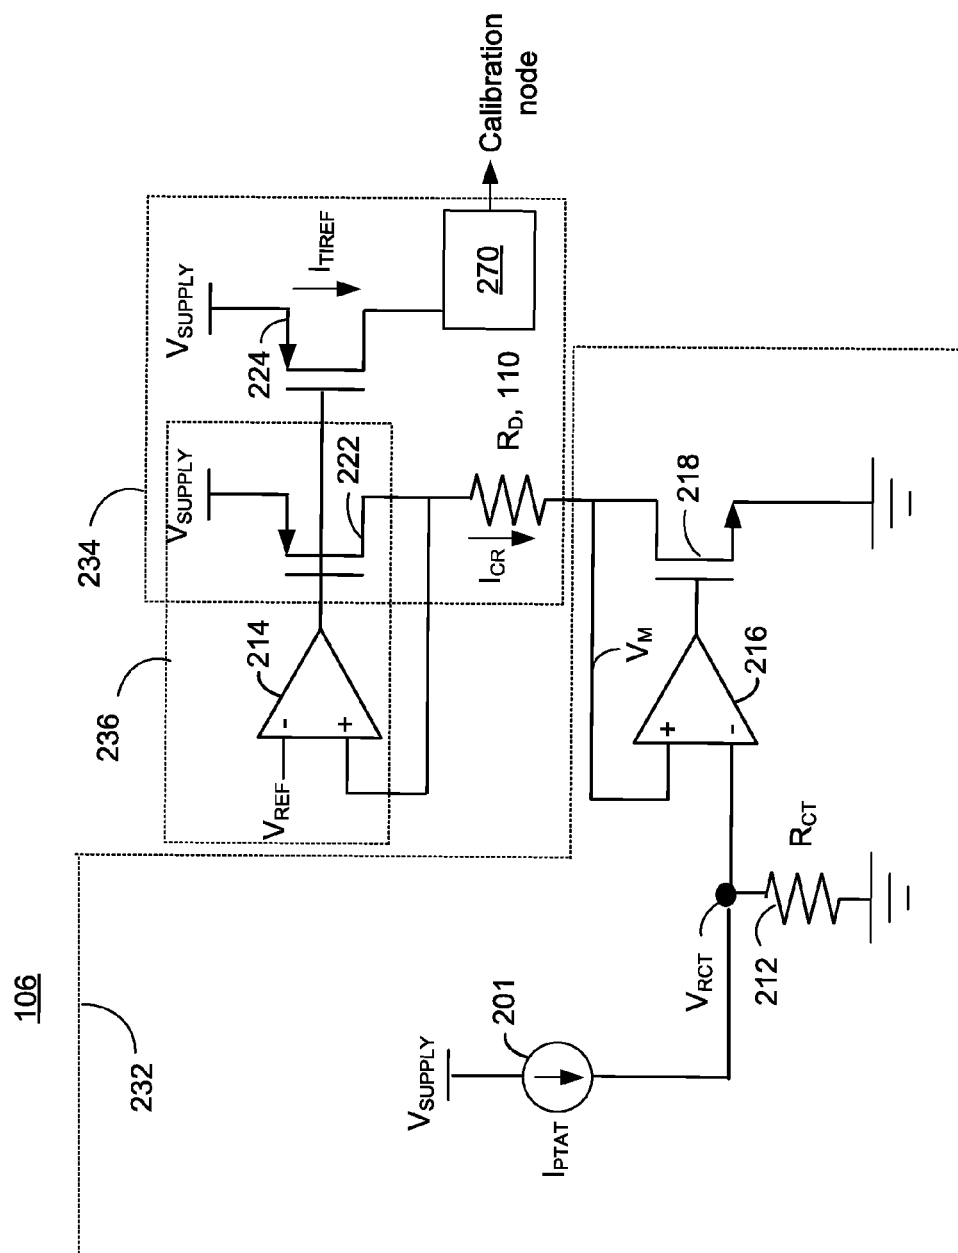 106
232
236
234
VSUPPLY
VSUPPLY
224
ITIREF
222
214
-
+
VREF
270
Calibration
node
ICR
RD, 110
VM
218
+
-
216
VSUPPLY
201
IPTAT
VRCT
212
RCT